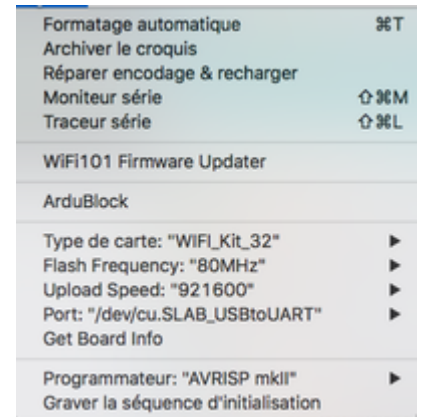 Formatage automatique ⌘T
Archiver le croquis
Réparer encodage & recharger
Moniteur série ⇧⌘M
Traceur série ⇧⌘L
WiFi101 Firmware Updater
ArduBlock
Type de carte: "WIFI_Kit_32" ▶
Flash Frequency: "80MHz" ▶
Upload Speed: "921600" ▶
Port: "/dev/cu.SLAB_USBtoUART" ▶
Get Board Info
Programmateur: "AVRISP mkII" ▶
Graver la séquence d'initialisation